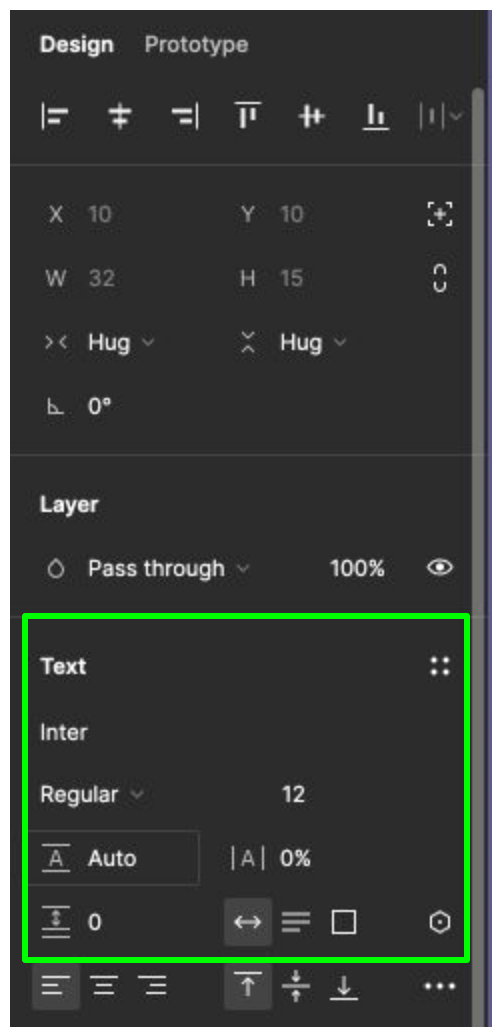 Design Prototype
X 10 Y 10
W 32 H 15
Hug Hug
0°
Layer
Pass through 100%
Text
Inter
Regular 12
A Auto |A| 0%
0